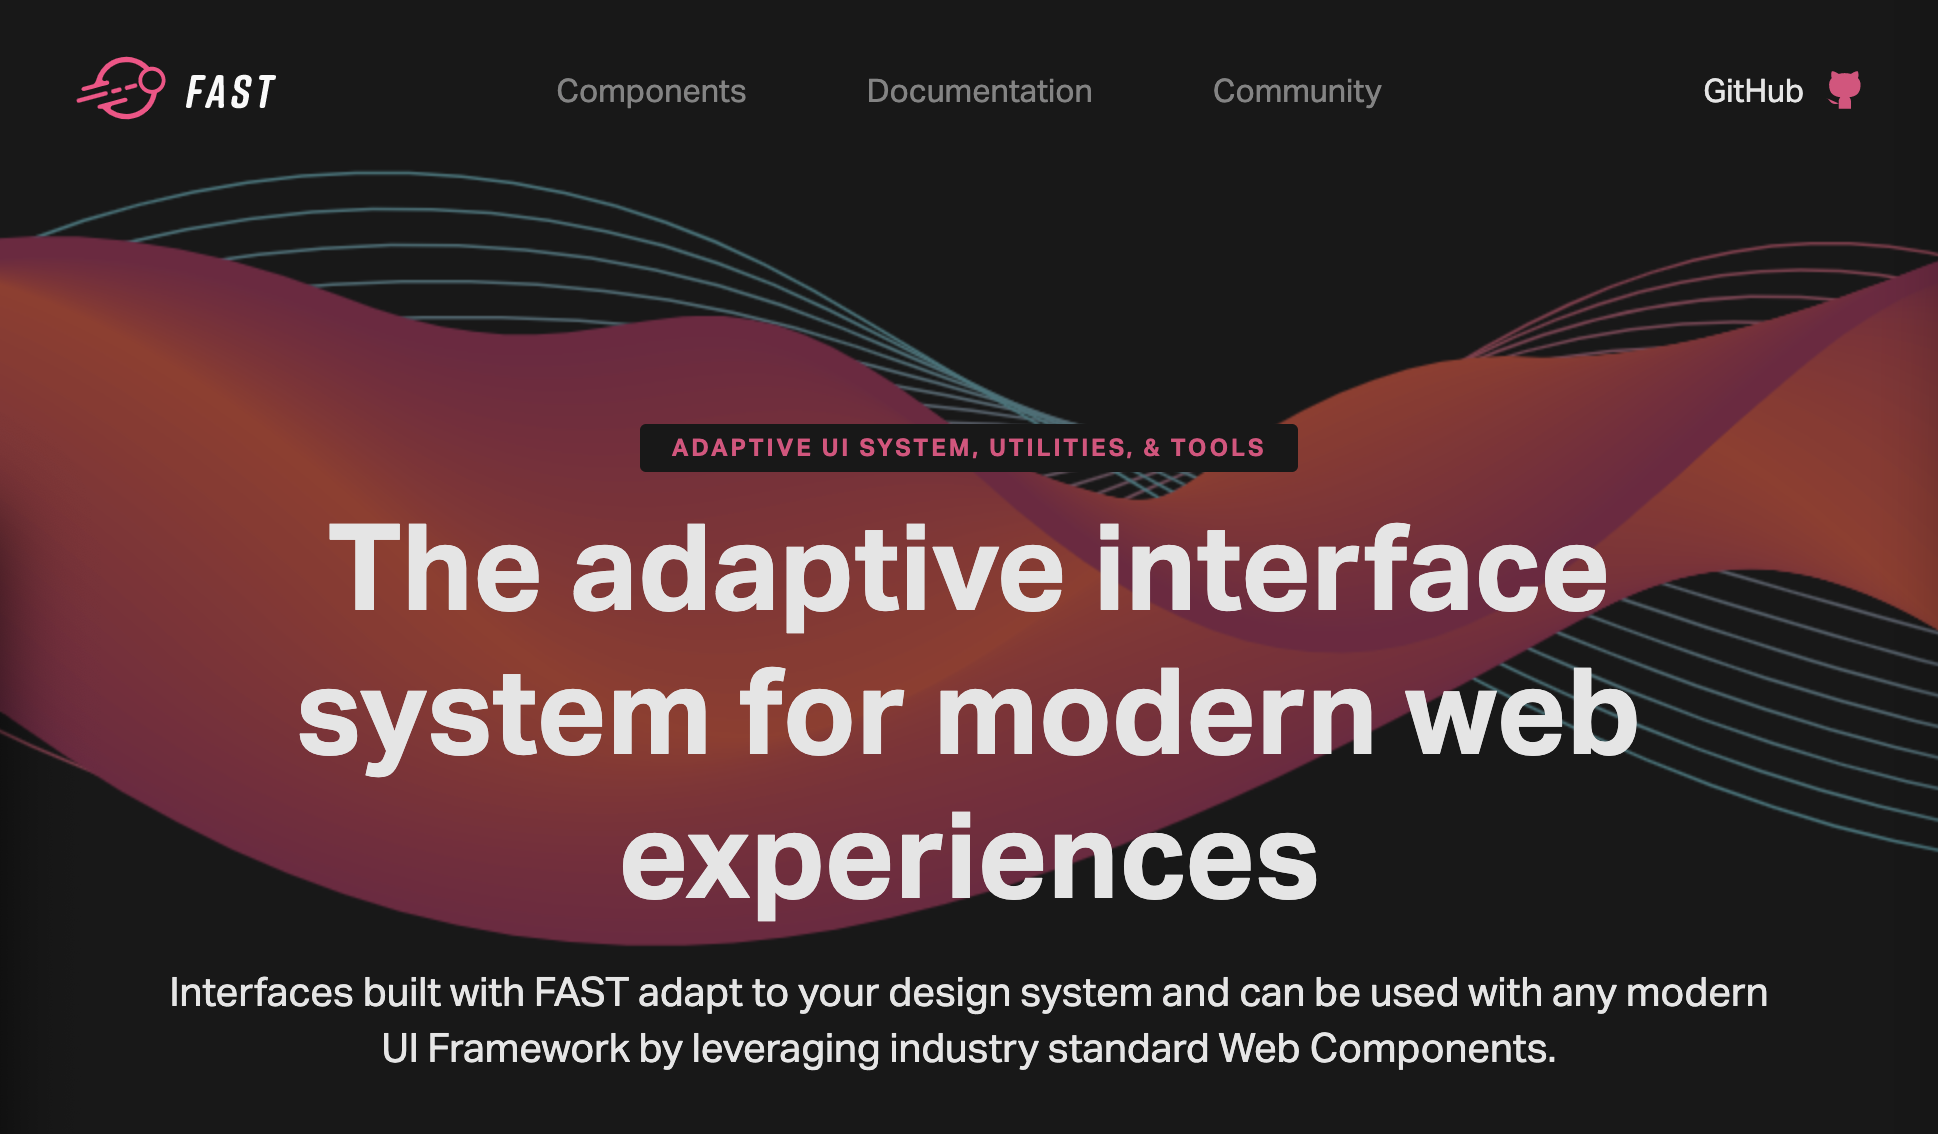 FAST
Components
Documentation
Community
GitHub
ADAPTIVE UI SYSTEM, UTILITIES, & TOOLS
The adaptive interface
system for modern web
experiences
Interfaces built with FAST adapt to your design system and can be used with any modern
UI Framework by leveraging industry standard Web Components.